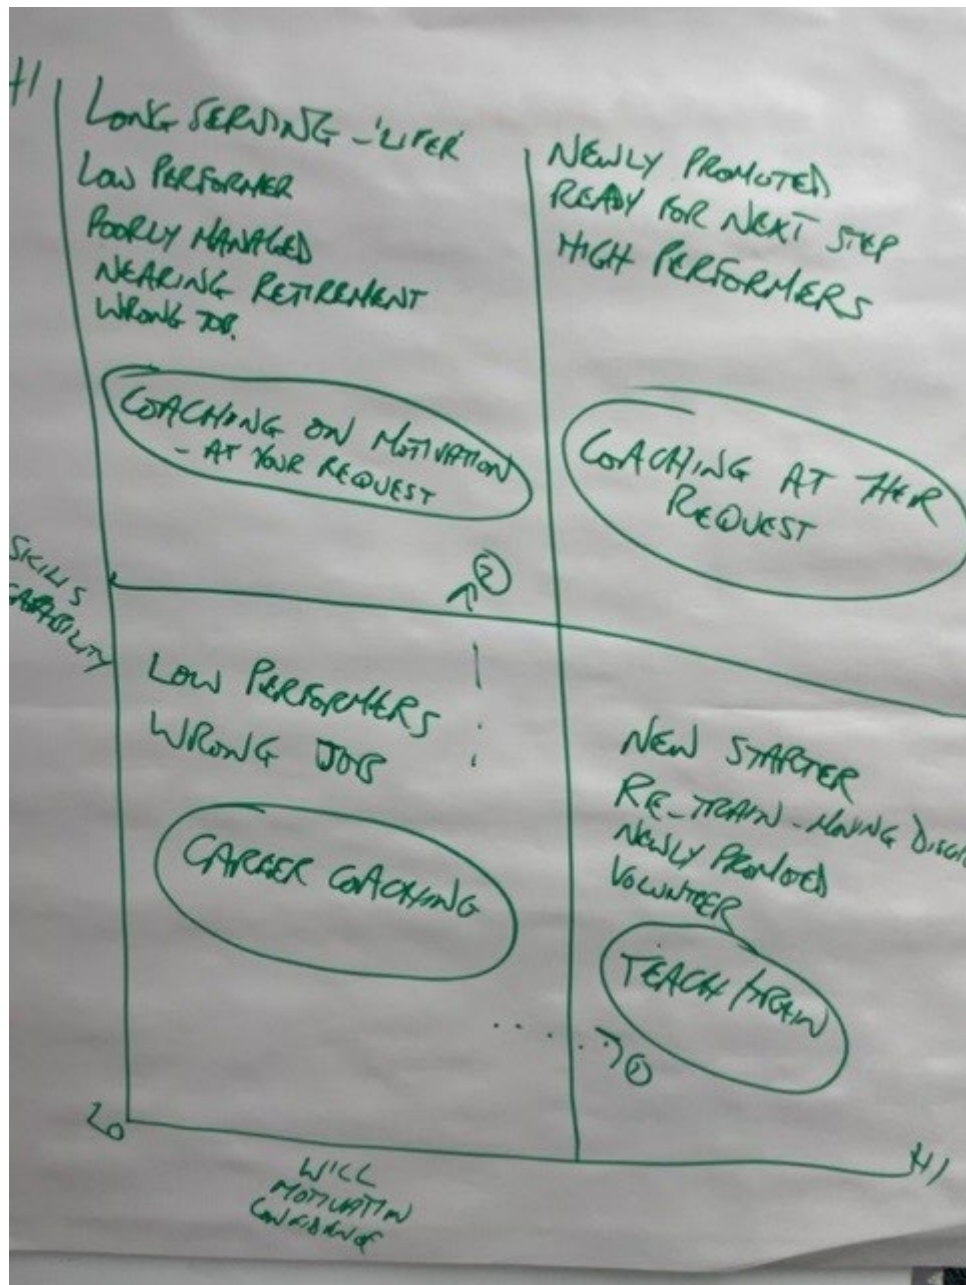 HI
LONG SERVING - 'LIFER'
LOW PERFORMER
POORLY MANAGED
NEARING RETIREMENT
WRONG JOB.
COACHING ON MOTIVATION
- AT YOUR REQUEST
NEWLY PROMOTED
READY FOR NEXT STEP
HIGH PERFORMERS
COACHING AT THEIR
REQUEST
SKILLS
CAPABILITY
2
LOW PERFORMERS
WRONG JOB
CAREER COACHING
NEW STARTER
RE-TRAIN - MOVING
NEWLY PROMOTED
VOLUNTEER
TEACH/TRAIN
LO
HI
WILL
MOTIVATION
CONFIDENCE